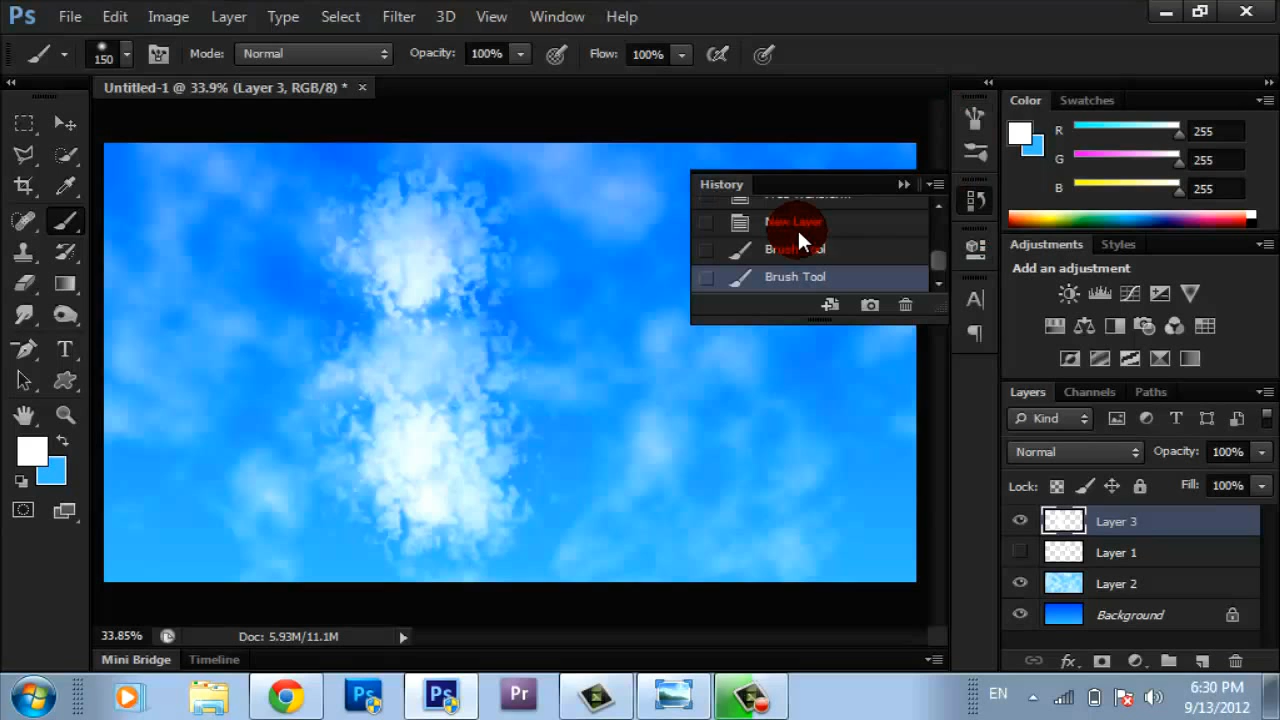 Ps File Edit Image Layer Type Select Filter 3D View Window Help
150 Mode: Normal Opacity: 100% Flow: 100%
Untitled-1 @ 33.9% (Layer 3, RGB/8) * ×
Color Swatches
R 255
G 255
B 255
History
New Layer
Brush Tool
Brush Tool
Adjustments Styles
Add an adjustment
Layers Channels Paths
Kind
Normal Opacity: 100%
Lock: Fill: 100%
Layer 3
Layer 1
Layer 2
Background
33.85% Doc: 5.93M/11.1M
Mini Bridge Timeline
Ps Ps Pr EN 6:30 PM
9/13/2012